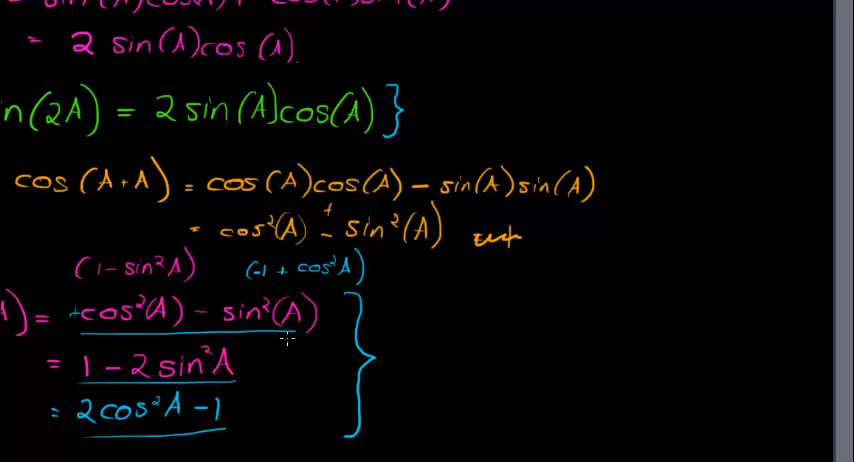 = 2 sin(A)cos(A).
n(2A) = 2 sin(A)cos(A) }
cos(A+A) = cos(A)cos(A) - sin(A)sin(A)
= cos²(A) - sin²(A)
+
(1 - sin²A) (-1 + cos²A)
) = +cos²(A) - sin²(A)
= 1 - 2 sin²A
= 2cos²A - 1